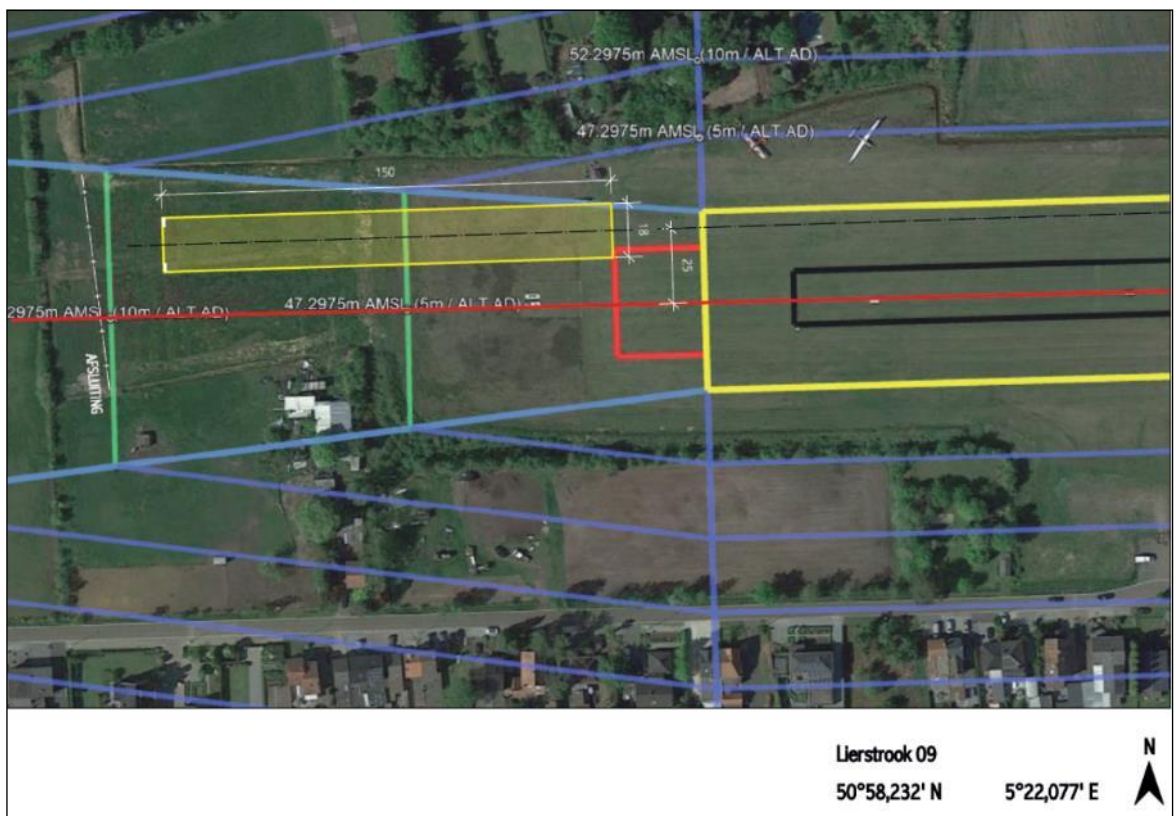 52.2975m AMSL (10m / ALT AD)
47.2975m AMSL (5m / ALT AD)
150
18
25
2975m AMSL (10m / ALT AD)
47.2975m AMSL (5m / ALT AD)
AFSLUITING
Lierstrook 09
50°58,232' N 5°22,077' E
N